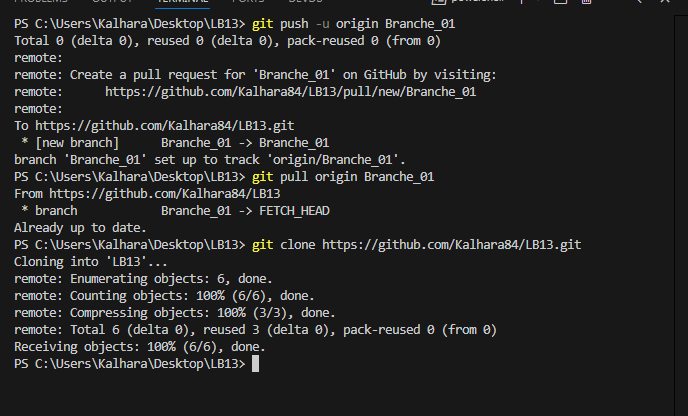 PROBLEMS OUTPUT TERMINAL PORTS DEVDB powershell
PS C:\Users\Kalhara\Desktop\LB13> git push -u origin Branche_01
Total 0 (delta 0), reused 0 (delta 0), pack-reused 0 (from 0)
remote:
remote: Create a pull request for 'Branche_01' on GitHub by visiting:
remote:      https://github.com/Kalhara84/LB13/pull/new/Branche_01
remote:
To https://github.com/Kalhara84/LB13.git
 * [new branch]      Branche_01 -> Branche_01
branch 'Branche_01' set up to track 'origin/Branche_01'.
PS C:\Users\Kalhara\Desktop\LB13> git pull origin Branche_01
From https://github.com/Kalhara84/LB13
 * branch            Branche_01 -> FETCH_HEAD
Already up to date.
PS C:\Users\Kalhara\Desktop\LB13> git clone https://github.com/Kalhara84/LB13.git
Cloning into 'LB13'...
remote: Enumerating objects: 6, done.
remote: Counting objects: 100% (6/6), done.
remote: Compressing objects: 100% (3/3), done.
remote: Total 6 (delta 0), reused 3 (delta 0), pack-reused 0 (from 0)
Receiving objects: 100% (6/6), done.
PS C:\Users\Kalhara\Desktop\LB13>